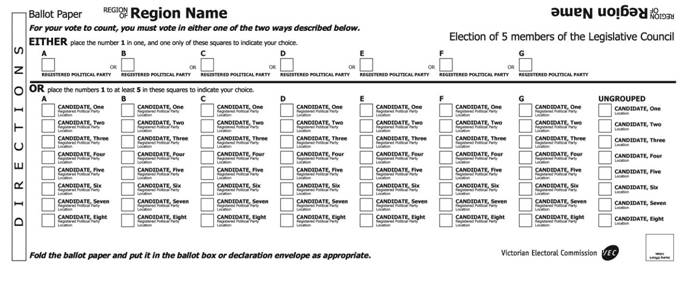 Ballot Paper REGION OF Region Name
REGION OF Region Name
For your vote to count, you must vote in either one of the two ways described below.
Election of 5 members of the Legislative Council
DIRECTIONS
EITHER place the number 1 in one, and one only of these squares to indicate your choice.
A B C D E F G
OR OR OR OR OR OR
REGISTERED POLITICAL PARTY REGISTERED POLITICAL PARTY REGISTERED POLITICAL PARTY REGISTERED POLITICAL PARTY REGISTERED POLITICAL PARTY REGISTERED POLITICAL PARTY REGISTERED POLITICAL PARTY
OR place the numbers 1 to at least 5 in these squares to indicate your choice.
A B C D E F G UNGROUPED
CANDIDATE, One CANDIDATE, One CANDIDATE, One CANDIDATE, One CANDIDATE, One CANDIDATE, One CANDIDATE, One CANDIDATE, One
Registered Political Party Registered Political Party Registered Political Party Registered Political Party Registered Political Party Registered Political Party Registered Political Party
Location Location Location Location Location Location Location Location
CANDIDATE, Two CANDIDATE, Two CANDIDATE, Two CANDIDATE, Two CANDIDATE, Two CANDIDATE, Two CANDIDATE, Two CANDIDATE, Two
Registered Political Party Registered Political Party Registered Political Party Registered Political Party Registered Political Party Registered Political Party Registered Political Party
Location Location Location Location Location Location Location Location
CANDIDATE, Three CANDIDATE, Three CANDIDATE, Three CANDIDATE, Three CANDIDATE, Three CANDIDATE, Three CANDIDATE, Three CANDIDATE, Three
Registered Political Party Registered Political Party Registered Political Party Registered Political Party Registered Political Party Registered Political Party Registered Political Party
Location Location Location Location Location Location Location Location
CANDIDATE, Four CANDIDATE, Four CANDIDATE, Four CANDIDATE, Four CANDIDATE, Four CANDIDATE, Four CANDIDATE, Four CANDIDATE, Four
Registered Political Party Registered Political Party Registered Political Party Registered Political Party Registered Political Party Registered Political Party Registered Political Party
Location Location Location Location Location Location Location Location
CANDIDATE, Five CANDIDATE, Five CANDIDATE, Five CANDIDATE, Five CANDIDATE, Five CANDIDATE, Five CANDIDATE, Five CANDIDATE, Five
Registered Political Party Registered Political Party Registered Political Party Registered Political Party Registered Political Party Registered Political Party Registered Political Party
Location Location Location Location Location Location Location Location
CANDIDATE, Six CANDIDATE, Six CANDIDATE, Six CANDIDATE, Six CANDIDATE, Six CANDIDATE, Six CANDIDATE, Six CANDIDATE, Six
Registered Political Party Registered Political Party Registered Political Party Registered Political Party Registered Political Party Registered Political Party Registered Political Party
Location Location Location Location Location Location Location Location
CANDIDATE, Seven CANDIDATE, Seven CANDIDATE, Seven CANDIDATE, Seven CANDIDATE, Seven CANDIDATE, Seven CANDIDATE, Seven CANDIDATE, Seven
Registered Political Party Registered Political Party Registered Political Party Registered Political Party Registered Political Party Registered Political Party Registered Political Party
Location Location Location Location Location Location Location Location
CANDIDATE, Eight CANDIDATE, Eight CANDIDATE, Eight CANDIDATE, Eight CANDIDATE, Eight CANDIDATE, Eight CANDIDATE, Eight CANDIDATE, Eight
Registered Political Party Registered Political Party Registered Political Party Registered Political Party Registered Political Party Registered Political Party Registered Political Party
Location Location Location Location Location Location Location Location
Fold the ballot paper and put it in the ballot box or declaration envelope as appropriate.
Victorian Electoral Commission VEC